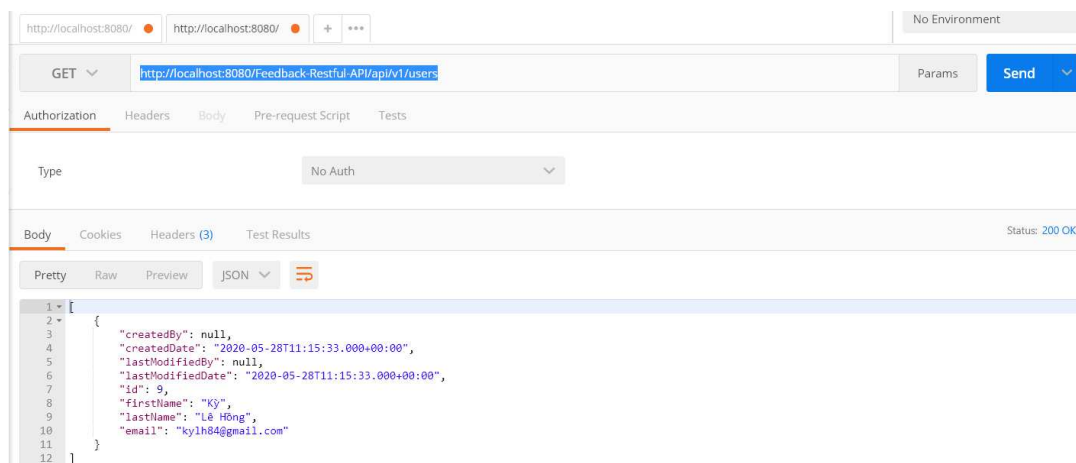 http://localhost:8080/ http://localhost:8080/ + ••• No Environment
GET http://localhost:8080/Feedback-Restful-API/api/v1/users Params Send
Authorization Headers Body Pre-request Script Tests
Type No Auth
Body Cookies Headers (3) Test Results Status: 200 OK
Pretty Raw Preview JSON
1 [
2 {
3 "createdBy": null,
4 "createdDate": "2020-05-28T11:15:33.000+00:00",
5 "lastModifiedBy": null,
6 "lastModifiedDate": "2020-05-28T11:15:33.000+00:00",
7 "id": 9,
8 "firstName": "Kỳ",
9 "lastName": "Lê Hồng",
10 "email": "kylh84@gmail.com"
11 }
12 ]